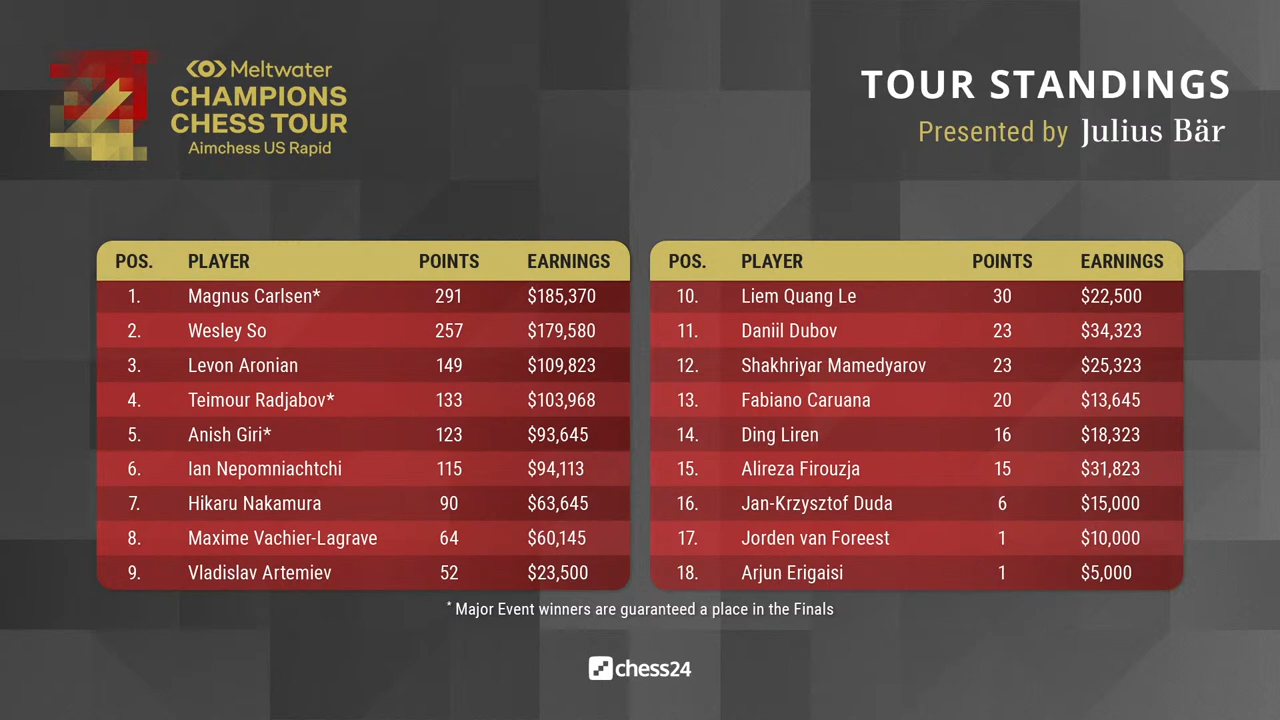 Meltwater
CHAMPIONS
CHESS TOUR
Aimchess US Rapid
TOUR STANDINGS
Presented by Julius Bär
POS. PLAYER POINTS EARNINGS
1. Magnus Carlsen* 291 $185,370
2. Wesley So 257 $179,580
3. Levon Aronian 149 $109,823
4. Teimour Radjabov* 133 $103,968
5. Anish Giri* 123 $93,645
6. Ian Nepomniachtchi 115 $94,113
7. Hikaru Nakamura 90 $63,645
8. Maxime Vachier-Lagrave 64 $60,145
9. Vladislav Artemiev 52 $23,500
POS. PLAYER POINTS EARNINGS
10. Liem Quang Le 30 $22,500
11. Daniil Dubov 23 $34,323
12. Shakhriyar Mamedyarov 23 $25,323
13. Fabiano Caruana 20 $13,645
14. Ding Liren 16 $18,323
15. Alireza Firouzja 15 $31,823
16. Jan-Krzysztof Duda 6 $15,000
17. Jorden van Foreest 1 $10,000
18. Arjun Erigaisi 1 $5,000
* Major Event winners are guaranteed a place in the Finals
chess24